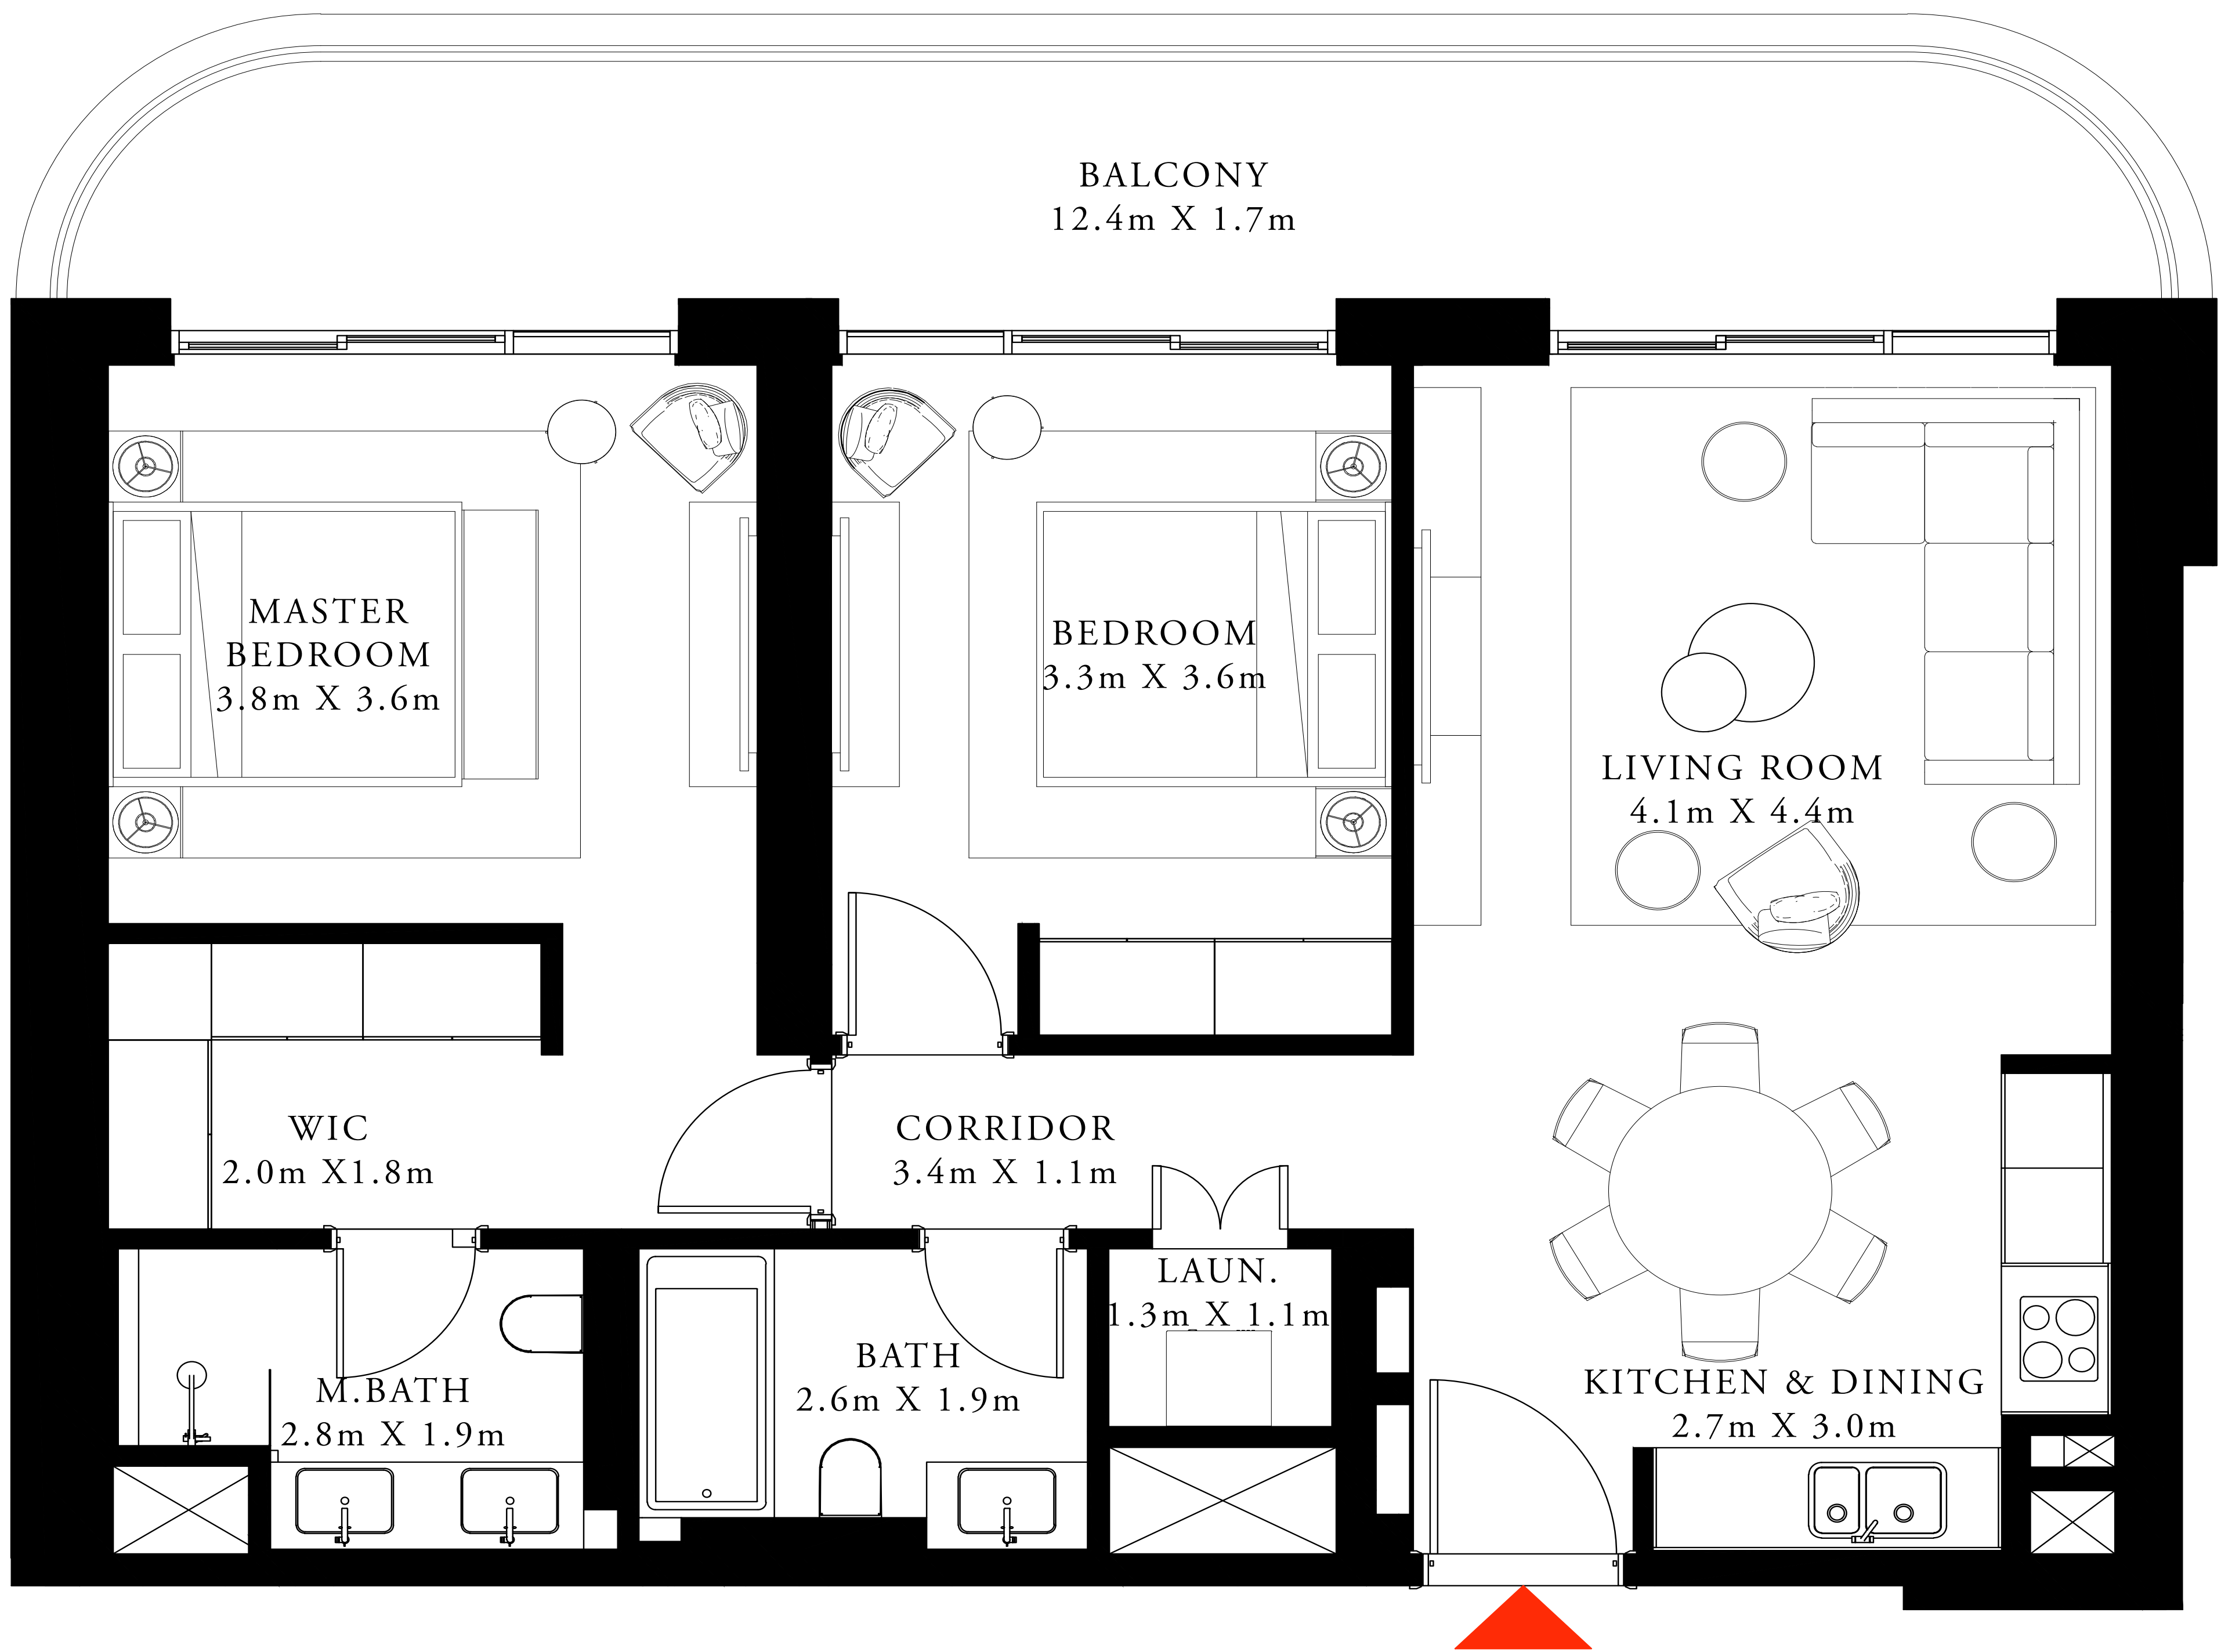 BALCONY
12.4m X 1.7m
MASTER
BEDROOM
3.8m X 3.6m
BEDROOM
3.3m X 3.6m
LIVING ROOM
4.1m X 4.4m
WIC
2.0m X1.8m
CORRIDOR
3.4m X 1.1m
LAUN.
1.3m X 1.1m
M.BATH
2.8m X 1.9m
BATH
2.6m X 1.9m
KITCHEN & DINING
2.7m X 3.0m